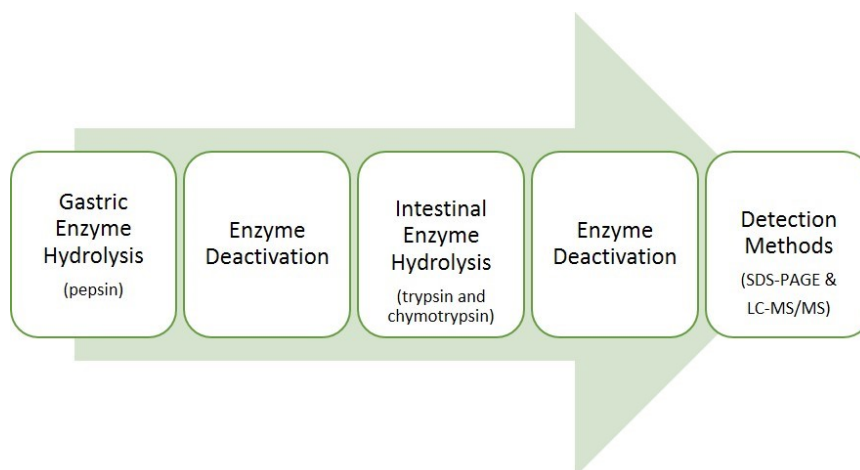 Gastric
Enzyme
Hydrolysis
(pepsin)
Enzyme
Deactivation
Intestinal
Enzyme
Hydrolysis
(trypsin and
chymotrypsin)
Enzyme
Deactivation
Detection
Methods
(SDS-PAGE &
LC-MS/MS)